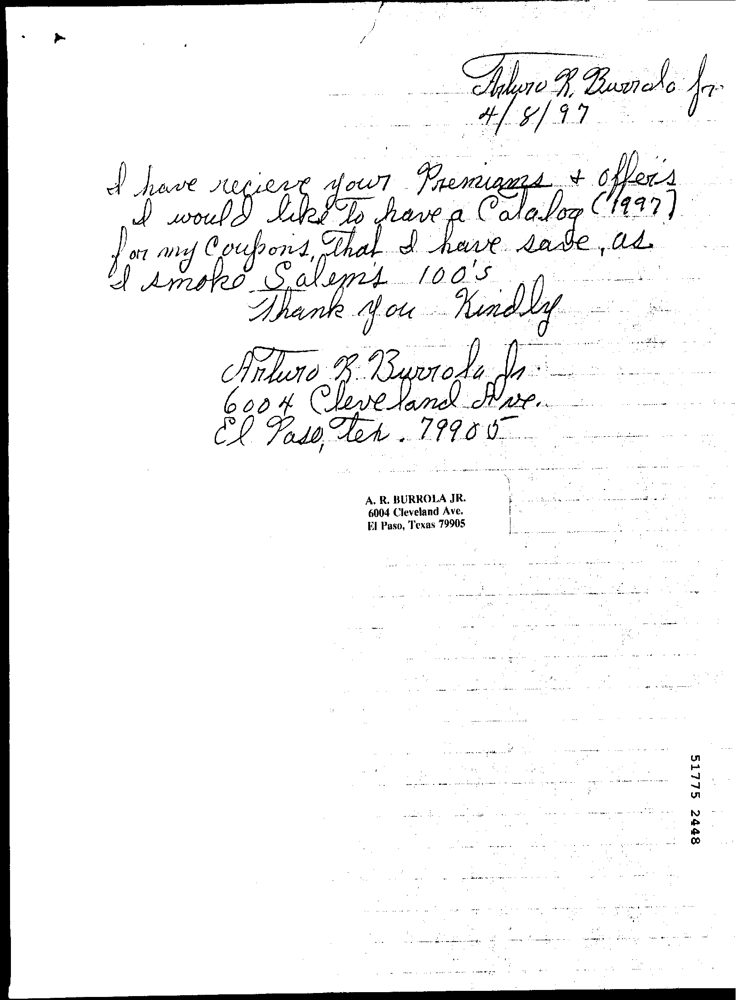 Arturo R. Burrola Jr.
4/8/97
I have recieve your Premiums + offers
I would like to have a Catalog (1997)
for my Coupons, That I have save, as
I smoke Salems 100's
Thank you Kindly
Arturo R. Burrola Jr.
6004 Cleveland Ave.
El Paso, Tex. 79905
A. R. BURROLA JR.
6004 Cleveland Ave.
El Paso, Texas 79905
51775 2448